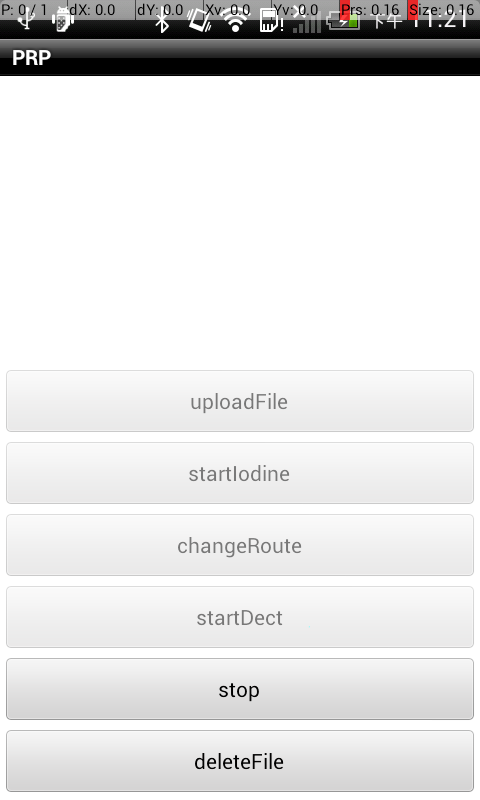 P: 0 / 1 dX: 0.0 dY: 0.0 Xv: 0.0 Yv: 0.0 Prs: 0.16 Size: 0.16
下午 11:21
PRP
uploadFile
startIodine
changeRoute
startDect
stop
deleteFile